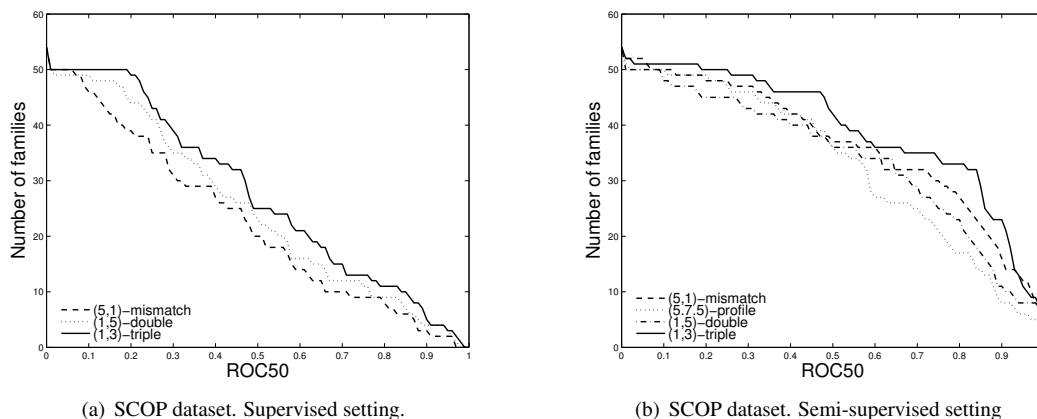 60
50
40
30
20
10
0
Number of families
(5,1)−mismatch
(1,5)−double
(1,3)−triple
0 0.1 0.2 0.3 0.4 0.5 0.6 0.7 0.8 0.9 1
ROC50
(a) SCOP dataset. Supervised setting.
60
50
40
30
20
10
0
Number of families
(5,1)−mismatch
(5,7.5)−profile
(1,5)−double
(1,3)−triple
0 0.1 0.2 0.3 0.4 0.5 0.6 0.7 0.8 0.9
ROC50
(b) SCOP dataset. Semi-supervised setting